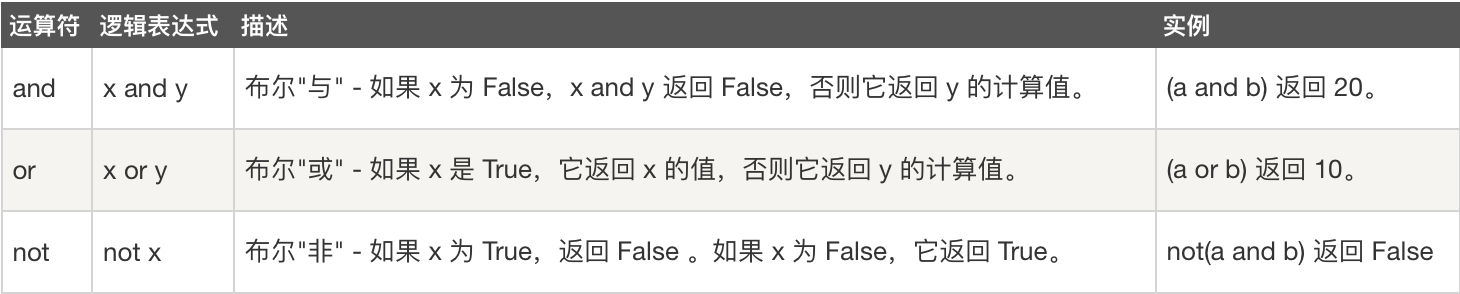 运算符 逻辑表达式 描述 实例
and x and y 布尔"与" - 如果 x 为 False，x and y 返回 False，否则它返回 y 的计算值。 (a and b) 返回 20。
or x or y 布尔"或" - 如果 x 是 True，它返回 x 的值，否则它返回 y 的计算值。 (a or b) 返回 10。
not not x 布尔"非" - 如果 x 为 True，返回 False 。如果 x 为 False，它返回 True。 not(a and b) 返回 False